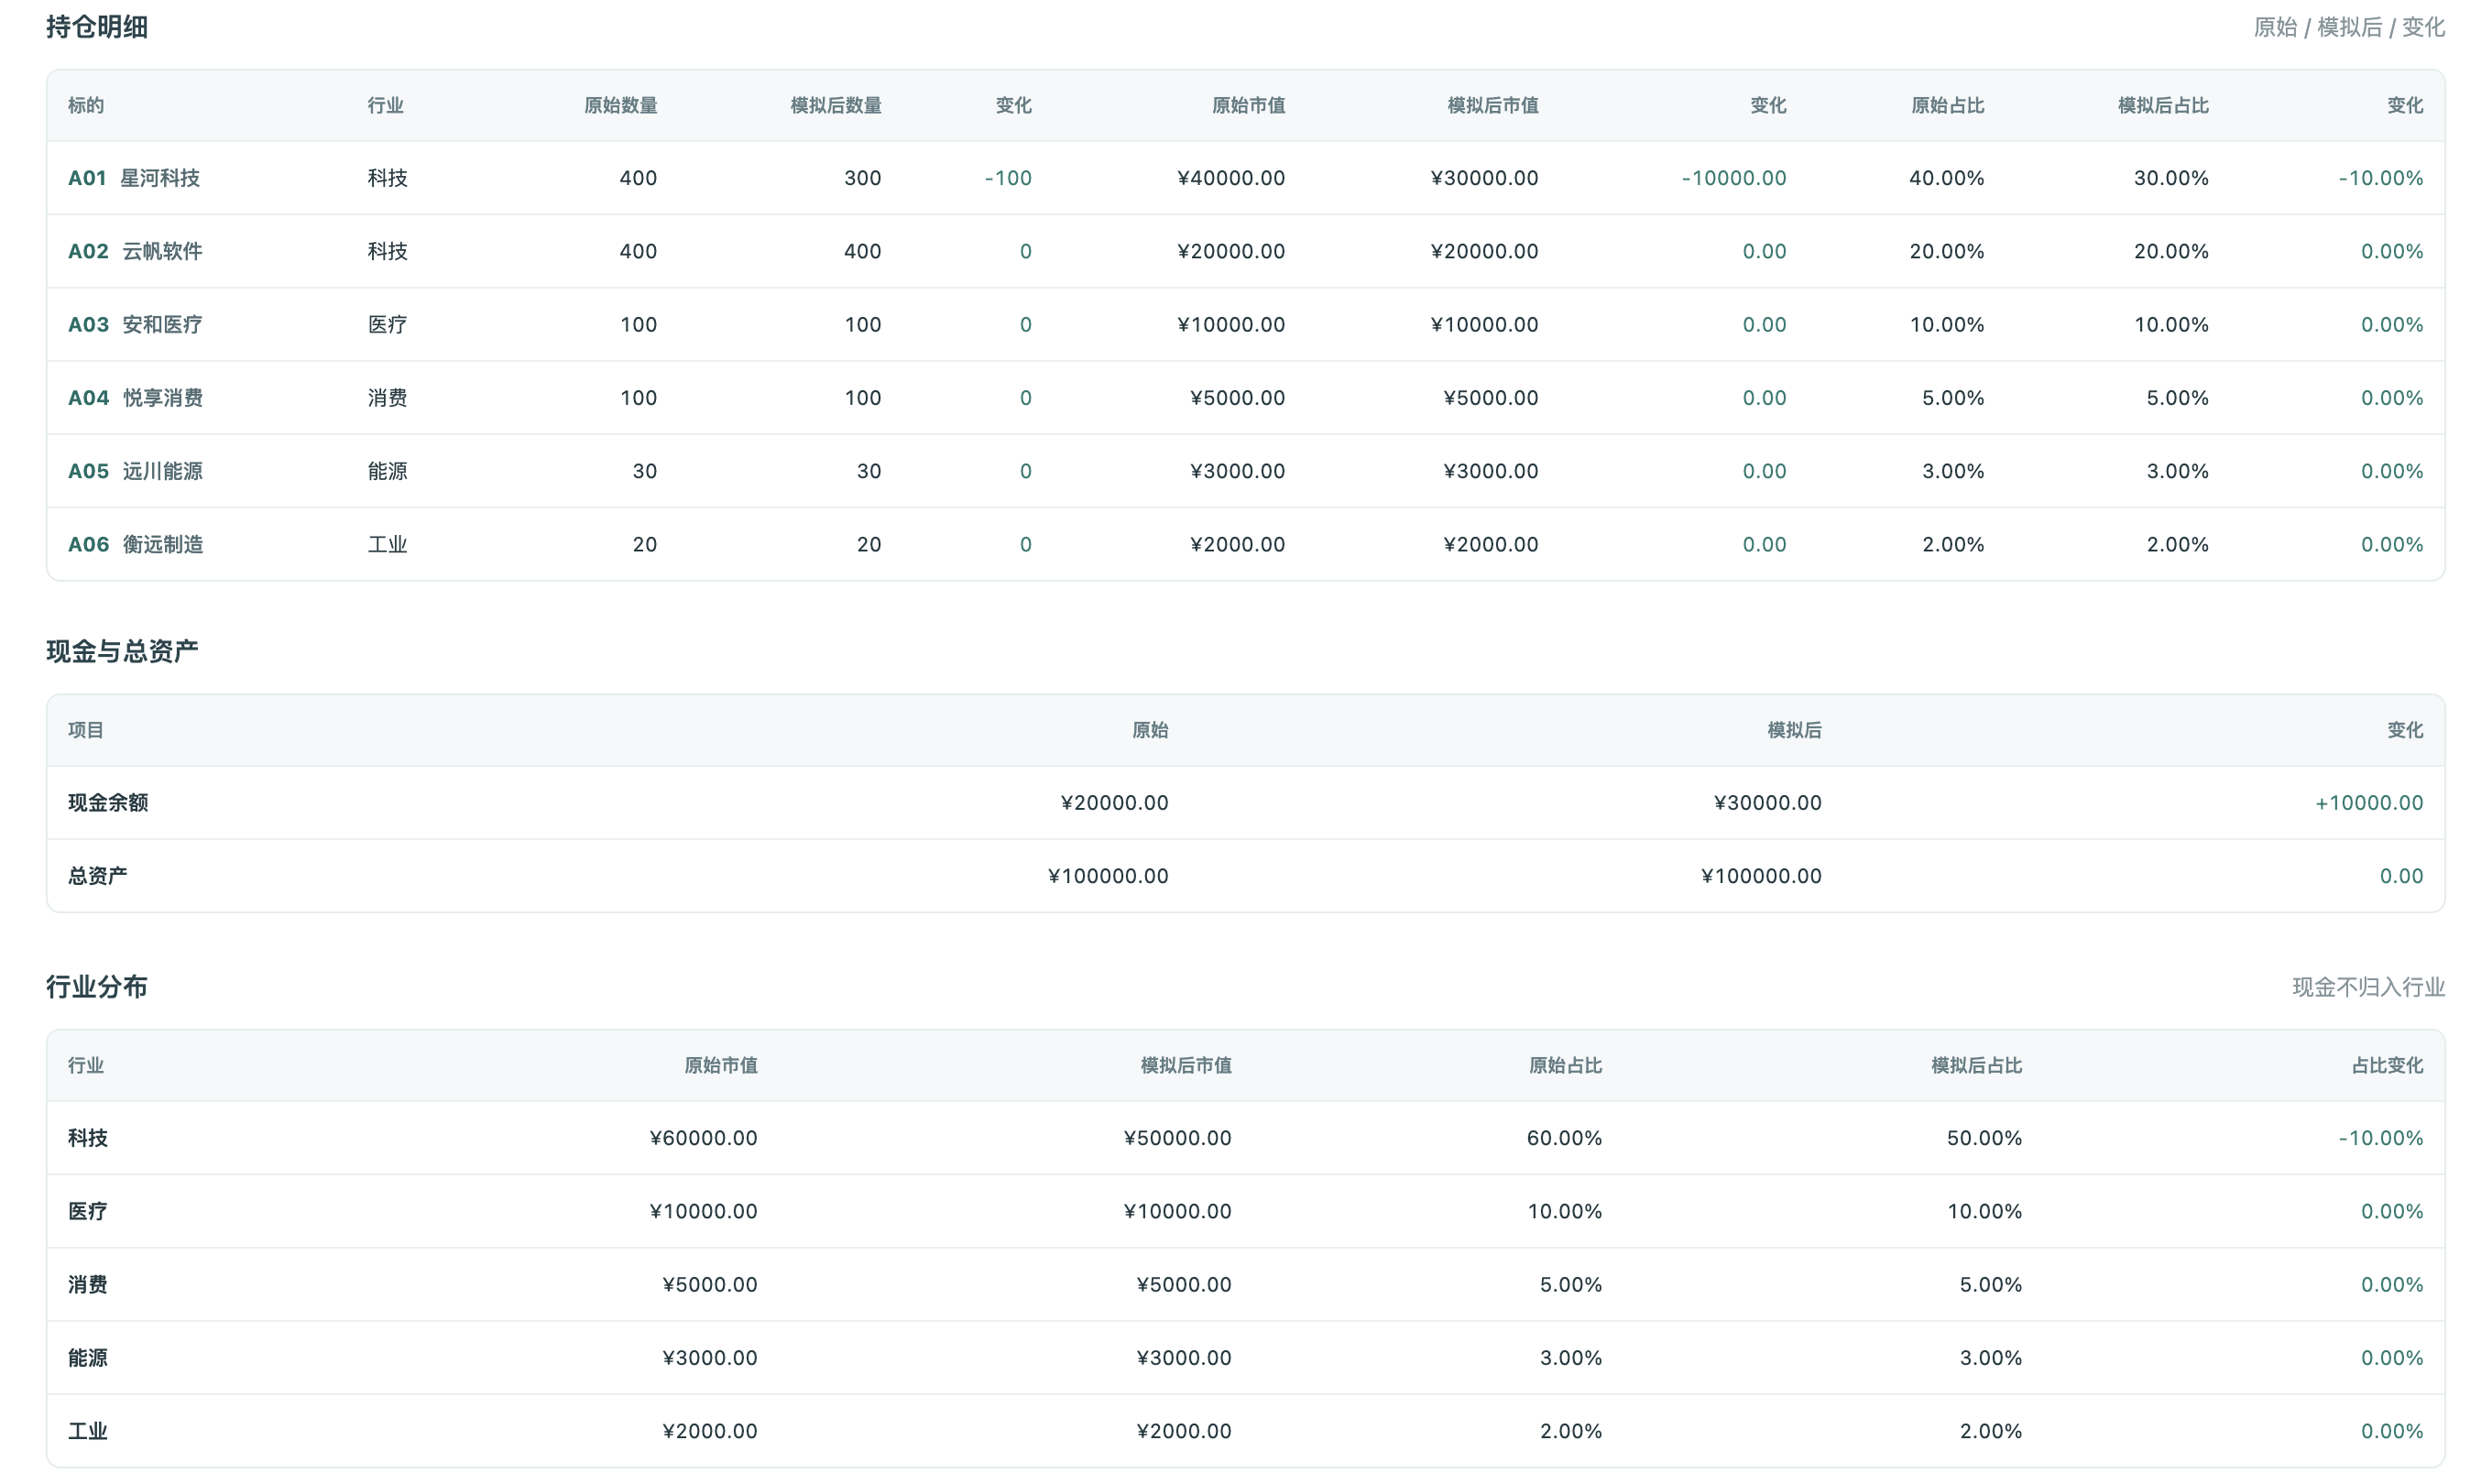 持仓明细 原始 / 模拟后 / 变化
标的 行业 原始数量 模拟后数量 变化 原始市值 模拟后市值 变化 原始占比 模拟后占比 变化
A01 星河科技 科技 400 300 -100 ¥40000.00 ¥30000.00 -10000.00 40.00% 30.00% -10.00%
A02 云帆软件 科技 400 400 0 ¥20000.00 ¥20000.00 0.00 20.00% 20.00% 0.00%
A03 安和医疗 医疗 100 100 0 ¥10000.00 ¥10000.00 0.00 10.00% 10.00% 0.00%
A04 悦享消费 消费 100 100 0 ¥5000.00 ¥5000.00 0.00 5.00% 5.00% 0.00%
A05 远川能源 能源 30 30 0 ¥3000.00 ¥3000.00 0.00 3.00% 3.00% 0.00%
A06 衡远制造 工业 20 20 0 ¥2000.00 ¥2000.00 0.00 2.00% 2.00% 0.00%
现金与总资产
项目 原始 模拟后 变化
现金余额 ¥20000.00 ¥30000.00 +10000.00
总资产 ¥100000.00 ¥100000.00 0.00
行业分布 现金不归入行业
行业 原始市值 模拟后市值 原始占比 模拟后占比 占比变化
科技 ¥60000.00 ¥50000.00 60.00% 50.00% -10.00%
医疗 ¥10000.00 ¥10000.00 10.00% 10.00% 0.00%
消费 ¥5000.00 ¥5000.00 5.00% 5.00% 0.00%
能源 ¥3000.00 ¥3000.00 3.00% 3.00% 0.00%
工业 ¥2000.00 ¥2000.00 2.00% 2.00% 0.00%